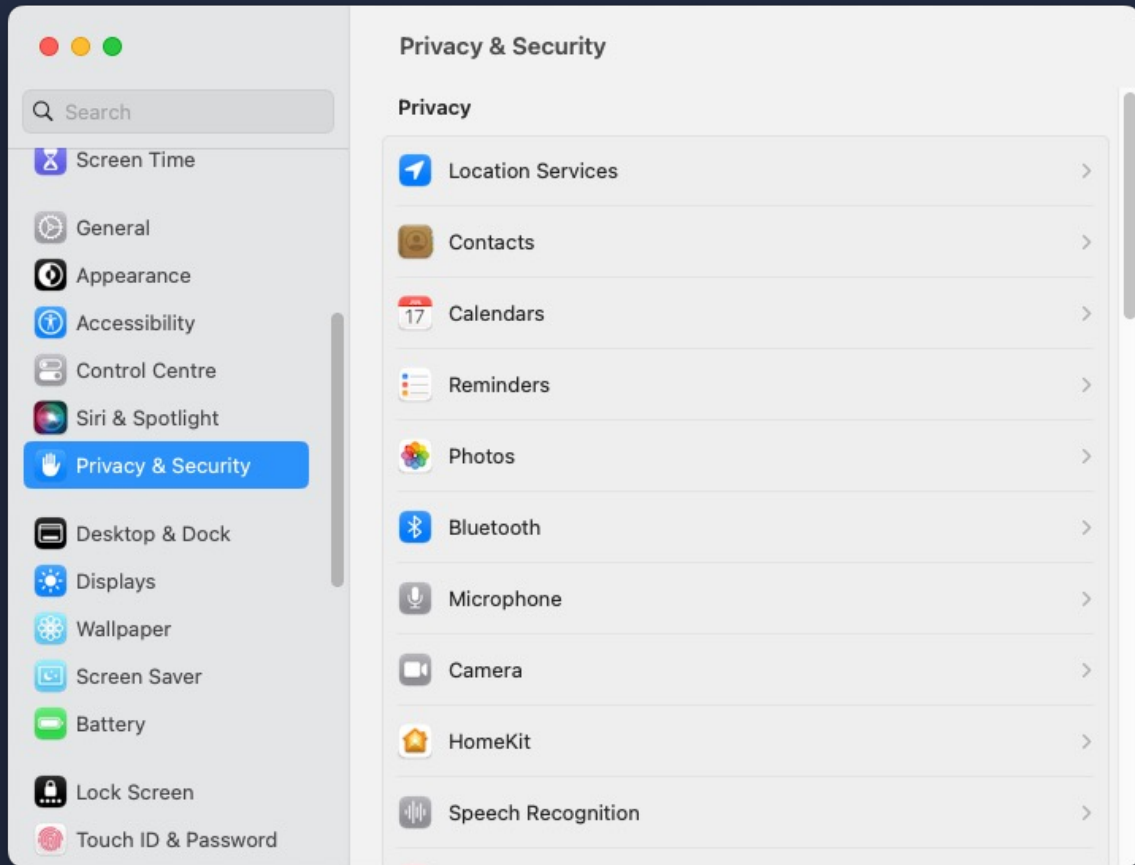 Privacy & Security
Search
Screen Time
General
Appearance
Accessibility
Control Centre
Siri & Spotlight
Privacy & Security
Desktop & Dock
Displays
Wallpaper
Screen Saver
Battery
Lock Screen
Touch ID & Password
Privacy
Location Services
Contacts
17
Calendars
Reminders
Photos
Bluetooth
Microphone
Camera
HomeKit
Speech Recognition